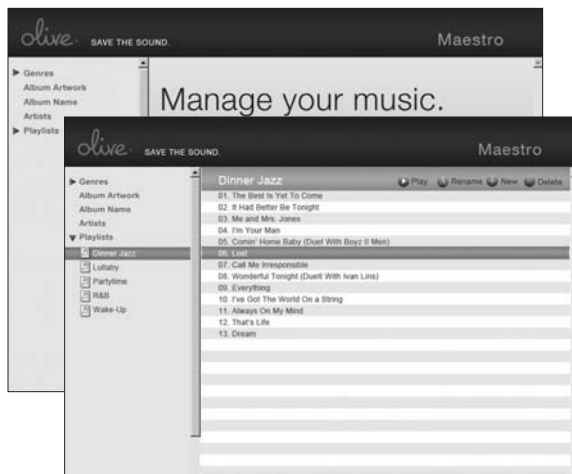 olive. SAVE THE SOUND. Maestro
Genres
Album Artwork
Album Name
Artists
Playlists
Manage your music.
olive. SAVE THE SOUND. Maestro
Genres
Album Artwork
Album Name
Artists
Playlists
Dinner Jazz
Lullaby
Partytime
R&B
Wake-Up
Dinner Jazz Play Rename New Delete
01. The Best Is Yet To Come
02. It Had Better Be Tonight
03. Me and Mrs. Jones
04. I'm Your Man
05. Comin' Home Baby (Duet With Boyz II Men)
06. Lost
07. Call Me Irresponsible
08. Wonderful Tonight (Duett With Ivan Lins)
09. Everything
10. I've Got The World On a String
11. Always On My Mind
12. That's Life
13. Dream